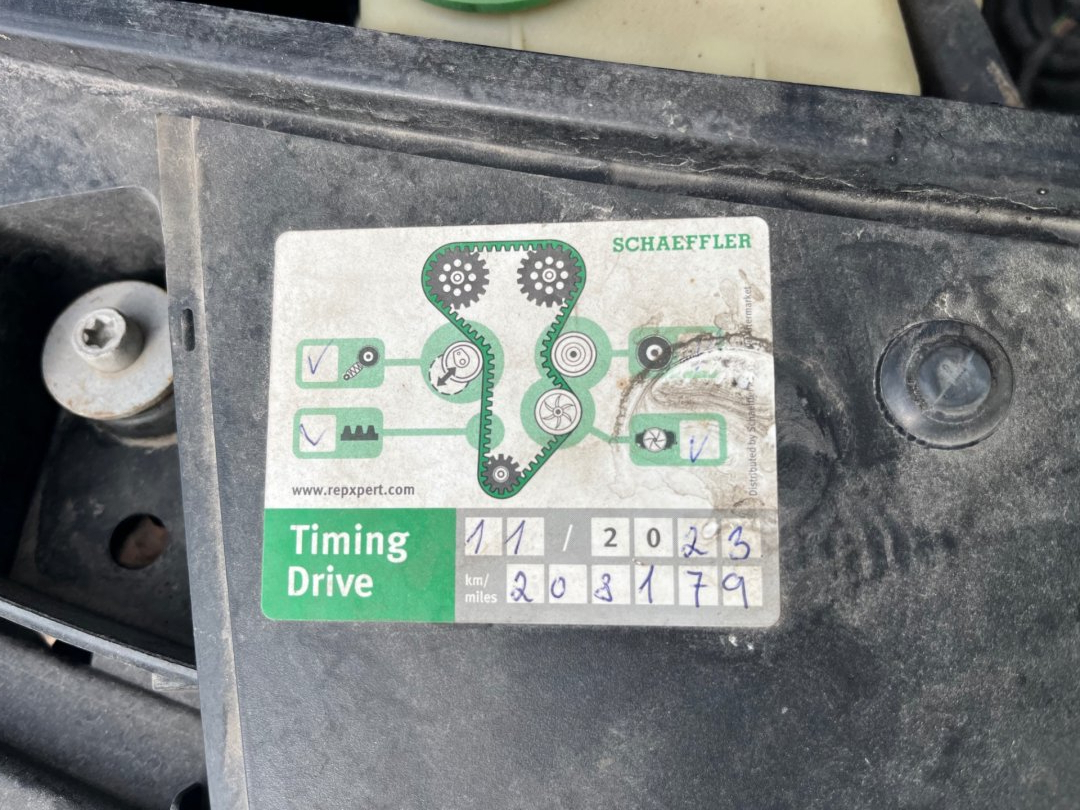 SCHAEFFLER
www.repxpert.com
Timing
Drive
11 / 2023
km/
miles
208179